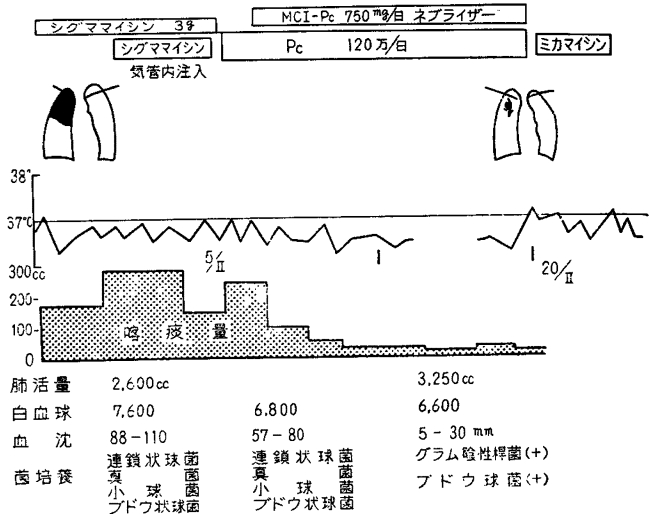 MCI-Pc 750mg/日 ネブライザー
シグママイシン 3g
シグママイシン
Pc 120万/日
ミカマイシン
気管内注入
38°
37°C
5/II
20/II
300cc
200-
100-
0
喀痰量
肺活量 2,600cc 3,250cc
白血球 7,600 6,800 6,600
血沈 88-110 57-80 5-30mm
菌培養
連鎖状球菌 連鎖状球菌 グラム陰性桿菌(+)
真菌 真菌
小球菌 小球菌 ブドウ球菌(+)
ブドウ状球菌 ブドウ状球菌